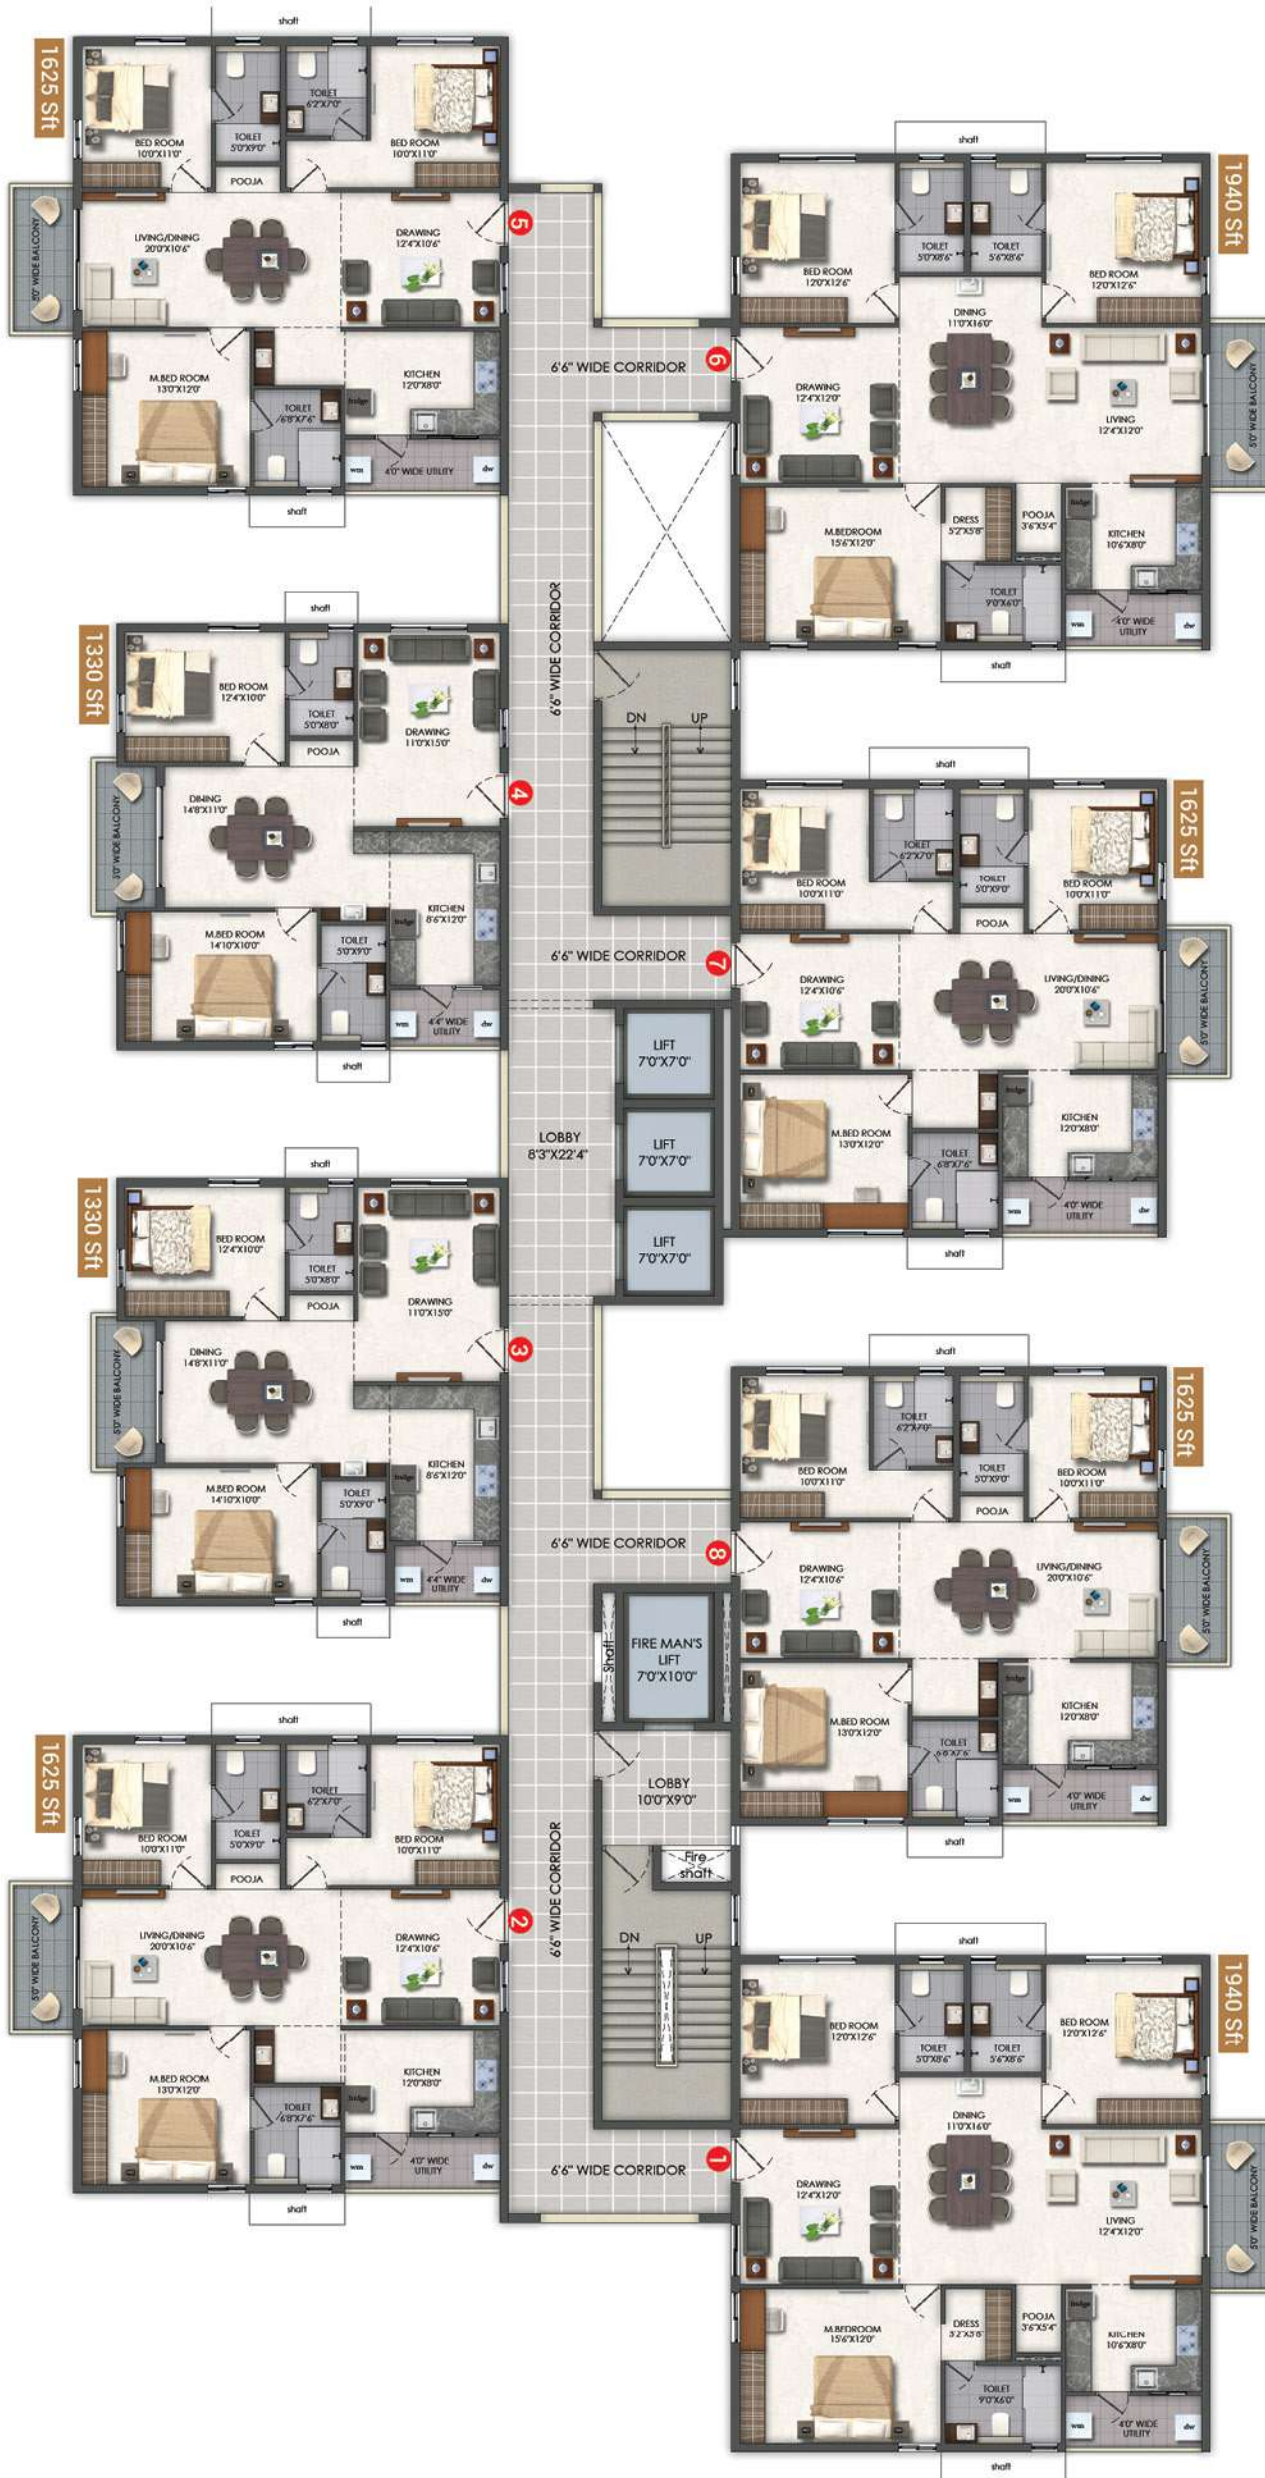 shaft
1625 Sft
TOILET
6'2"X7'0"
TOILET
5'0"X9'0"
BED ROOM
10'0"X11'0"
BED ROOM
10'0"X11'0"
POOJA
5'0" WIDE BALCONY
LIVING/DINING
20'0"X10'6"
DRAWING
12'4"X10'6"
5
M.BED ROOM
13'0"X12'0"
KITCHEN
12'0"X8'0"
fridge
TOILET
6'8"X7'6"
wm
4'0" WIDE UTILITY
dw
shaft
shaft
1940 Sft
TOILET
5'0"X8'6"
TOILET
5'6"X8'6"
BED ROOM
12'0"X12'6"
BED ROOM
12'0"X12'6"
DINING
11'0"X16'0"
6'6" WIDE CORRIDOR
6
DRAWING
12'4"X12'0"
LIVING
12'4"X12'0"
5'0" WIDE BALCONY
M.BEDROOM
15'6"X12'0"
DRESS
5'2"X5'8"
POOJA
3'6"X5'4"
fridge
KITCHEN
10'6"X8'0"
TOILET
9'0"X6'0"
wm
4'0" WIDE
UTILITY
dw
shaft
6'6" WIDE CORRIDOR
DN
UP
shaft
1330 Sft
BED ROOM
12'4"X10'0"
TOILET
5'0"X8'0"
DRAWING
11'0"X15'0"
POOJA
DINING
14'8"X11'0"
4
WIDE BALCONY
M.BED ROOM
14'10"X10'0"
TOILET
5'0"X9'0"
fridge
KITCHEN
8'6"X12'0"
wm
4'4" WIDE
UTILITY
dw
shaft
shaft
1625 Sft
TOILET
6'2"X7'0"
TOILET
5'0"X9'0"
BED ROOM
10'0"X11'0"
BED ROOM
10'0"X11'0"
POOJA
6'6" WIDE CORRIDOR
7
DRAWING
12'4"X10'6"
LIVING/DINING
20'0"X10'6"
5'0" WIDE BALCONY
M.BED ROOM
13'0"X12'0"
fridge
KITCHEN
12'0"X8'0"
TOILET
6'8"X7'6"
wm
4'0" WIDE
UTILITY
dw
shaft
LIFT
7'0"X7'0"
LOBBY
8'3"X22'4"
LIFT
7'0"X7'0"
LIFT
7'0"X7'0"
shaft
1330 Sft
BED ROOM
12'4"X10'0"
TOILET
5'0"X8'0"
DRAWING
11'0"X15'0"
POOJA
DINING
14'8"X11'0"
3
5'0" WIDE BALCONY
M.BED ROOM
14'10"X10'0"
TOILET
5'0"X9'0"
fridge
KITCHEN
8'6"X12'0"
wm
4'4" WIDE
UTILITY
dw
shaft
shaft
1625 Sft
TOILET
6'2"X7'0"
TOILET
5'0"X9'0"
BED ROOM
10'0"X11'0"
BED ROOM
10'0"X11'0"
POOJA
6'6" WIDE CORRIDOR
8
DRAWING
12'4"X10'6"
LIVING/DINING
20'0"X10'6"
5'0" WIDE BALCONY
M.BED ROOM
13'0"X12'0"
fridge
KITCHEN
12'0"X8'0"
TOILET
6'8"X7'6"
wm
4'0" WIDE
UTILITY
dw
shaft
Shaft
FIRE MAN'S
LIFT
7'0"X10'0"
LOBBY
10'0"X9'0"
Fire
shaft
6'6" WIDE CORRIDOR
DN
UP
shaft
1625 Sft
TOILET
6'2"X7'0"
TOILET
5'0"X9'0"
BED ROOM
10'0"X11'0"
BED ROOM
10'0"X11'0"
POOJA
5'0" WIDE BALCONY
LIVING/DINING
20'0"X10'6"
DRAWING
12'4"X10'6"
2
M.BED ROOM
13'0"X12'0"
KITCHEN
12'0"X8'0"
fridge
TOILET
6'8"X7'6"
wm
4'0" WIDE
UTILITY
dw
shaft
shaft
1940 Sft
BED ROOM
12'0"X12'6"
TOILET
5'0"X8'6"
TOILET
5'6"X8'6"
BED ROOM
12'0"X12'6"
DINING
11'0"X16'0"
6'6" WIDE CORRIDOR
1
DRAWING
12'4"X12'0"
LIVING
12'4"X12'0"
5'0" WIDE BALCONY
M.BEDROOM
15'6"X12'0"
DRESS
5'2"X5'8"
POOJA
3'6"X5'4"
fridge
KITCHEN
10'6"X8'0"
TOILET
9'0"X6'0"
wm
4'0" WIDE
UTILITY
dw
shaft